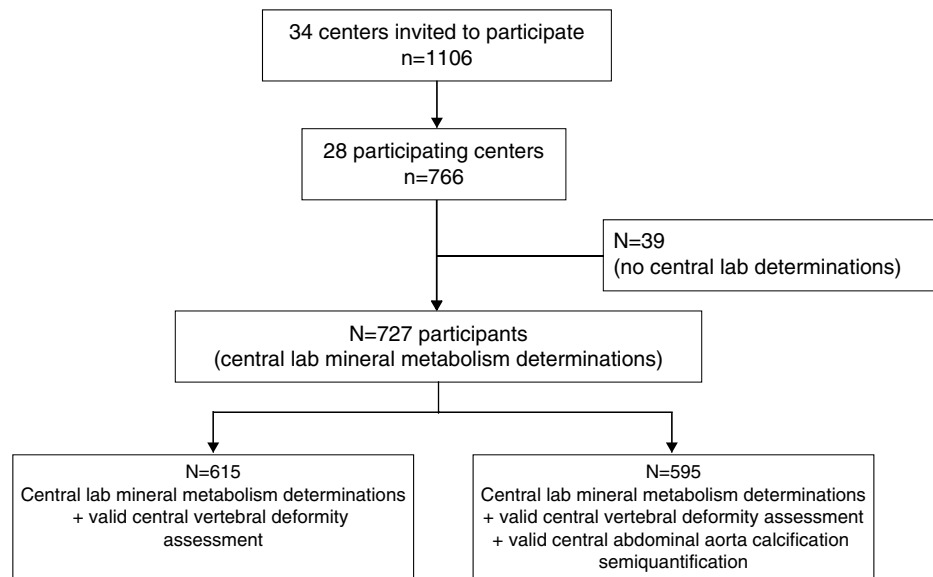 34 centers invited to participate
n=1106
28 participating centers
n=766
N=39
(no central lab determinations)
N=727 participants
(central lab mineral metabolism determinations)
N=615
Central lab mineral metabolism determinations
+ valid central vertebral deformity
assessment
N=595
Central lab mineral metabolism determinations
+ valid central vertebral deformity assessment
+ valid central abdominal aorta calcification
semiquantification